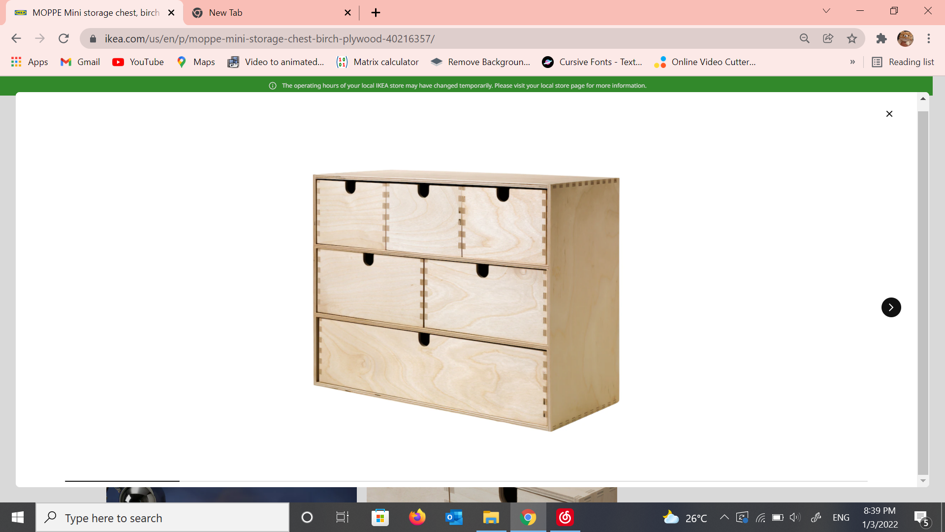 MOPPE Mini storage chest, birch
New Tab
ikea.com/us/en/p/moppe-mini-storage-chest-birch-plywood-40216357/
Apps
Gmail
YouTube
Maps
Video to animated...
Matrix calculator
Remove Backgroun...
Cursive Fonts - Text...
Online Video Cutter...
»
Reading list
The operating hours of your local IKEA store may have changed temporarily. Please visit your local store page for more information.
Type here to search
26°C
ENG
8:39 PM
1/3/2022
5